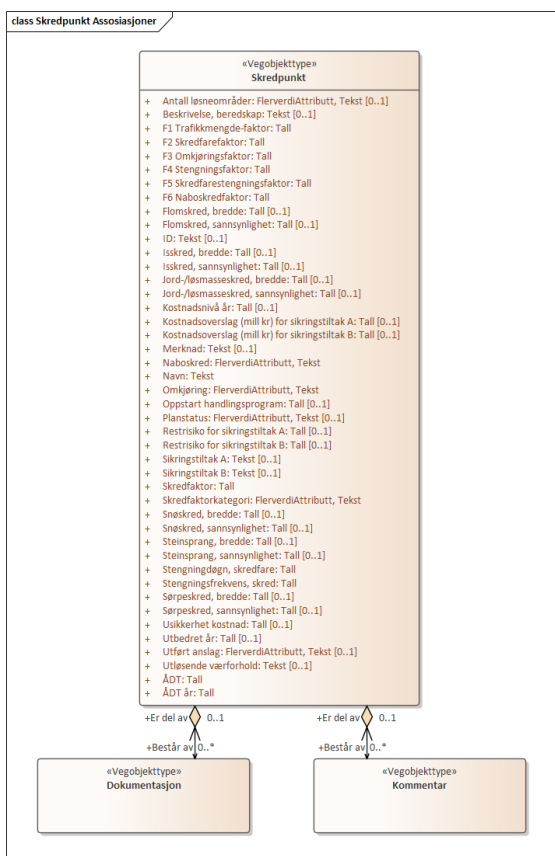 class Skredpunkt Assosiasjoner
«Vegobjekttype»
Skredpunkt
+ Antall løsneområder: FlerverdiAttributt, Tekst [0..1]
+ Beskrivelse, beredskap: Tekst [0..1]
+ F1 Trafikkmengde-faktor: Tall
+ F2 Skredfarefaktor: Tall
+ F3 Omkjøringsfaktor: Tall
+ F4 Stengningsfaktor: Tall
+ F5 Skredfarestengningsfaktor: Tall
+ F6 Naboskredfaktor: Tall
+ Flomskred, bredde: Tall [0..1]
+ Flomskred, sannsynlighet: Tall [0..1]
+ ID: Tekst [0..1]
+ Isskred, bredde: Tall [0..1]
+ Isskred, sannsynlighet: Tall [0..1]
+ Jord-/løsmasseskred, bredde: Tall [0..1]
+ Jord-/løsmasseskred, sannsynlighet: Tall [0..1]
+ Kostnadsnivå år: Tall [0..1]
+ Kostnadsoverslag (mill kr) for sikringstiltak A: Tall [0..1]
+ Kostnadsoverslag (mill kr) for sikringstiltak B: Tall [0..1]
+ Merknad: Tekst [0..1]
+ Naboskred: FlerverdiAttributt, Tekst
+ Navn: Tekst
+ Omkjøring: FlerverdiAttributt, Tekst
+ Oppstart handlingsprogram: Tall [0..1]
+ Planstatus: FlerverdiAttributt, Tekst [0..1]
+ Restrisiko for sikringstiltak A: Tall [0..1]
+ Restrisiko for sikringstiltak B: Tall [0..1]
+ Sikringstiltak A: Tekst [0..1]
+ Sikringstiltak B: Tekst [0..1]
+ Skredfaktor: Tall
+ Skredfaktorkategori: FlerverdiAttributt, Tekst
+ Snøskred, bredde: Tall [0..1]
+ Snøskred, sannsynlighet: Tall [0..1]
+ Steinsprang, bredde: Tall [0..1]
+ Steinsprang, sannsynlighet: Tall [0..1]
+ Stengningdøgn, skredfare: Tall
+ Stengningsfrekvens, skred: Tall
+ Sørpeskred, bredde: Tall [0..1]
+ Sørpeskred, sannsynlighet: Tall [0..1]
+ Usikkerhet kostnad: Tall [0..1]
+ Utbedret år: Tall [0..1]
+ Utført anslag: FlerverdiAttributt, Tekst [0..1]
+ Utløsende værforhold: Tekst [0..1]
+ ÅDT: Tall
+ ÅDT år: Tall
+Er del av 0..1 +Er del av 0..1
+Består av 0..* +Består av 0..*
«Vegobjekttype» «Vegobjekttype»
Dokumentasjon Kommentar